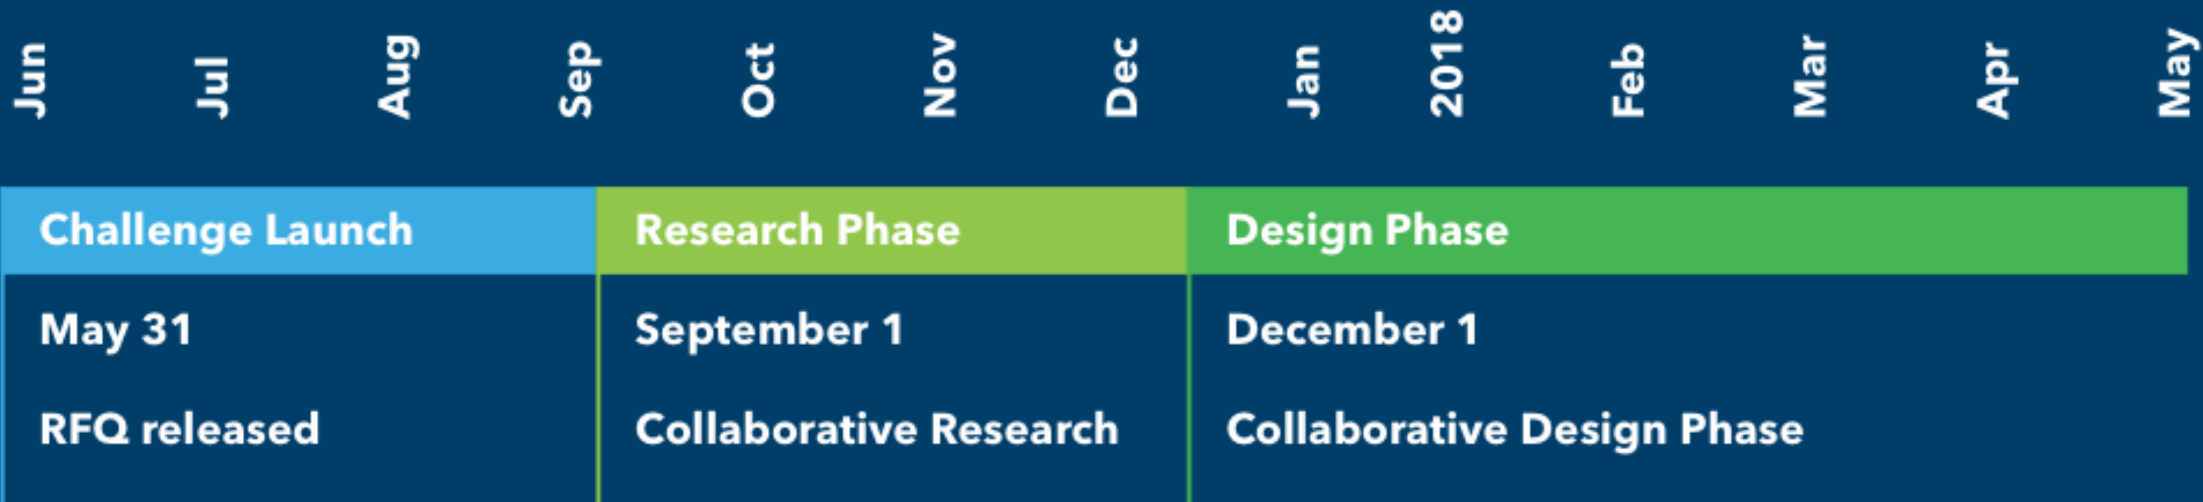 Jun Jul Aug Sep Oct Nov Dec Jan 2018 Feb Mar Apr May
Challenge Launch Research Phase Design Phase
May 31 September 1 December 1
RFQ released Collaborative Research Collaborative Design Phase